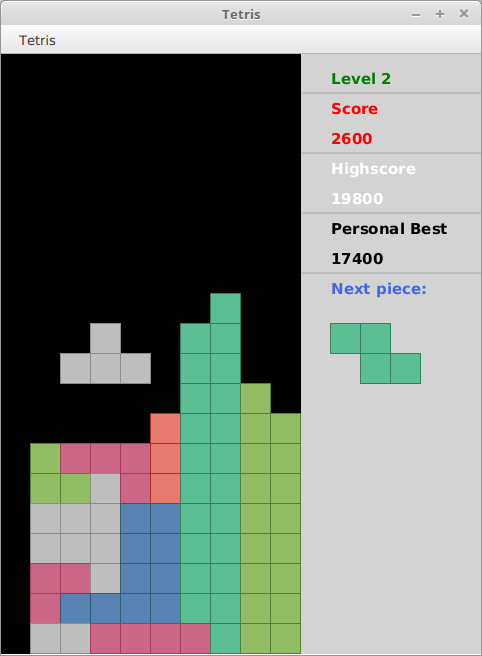 Tetris
Tetris
Level 2
Score
2600
Highscore
19800
Personal Best
17400
Next piece: